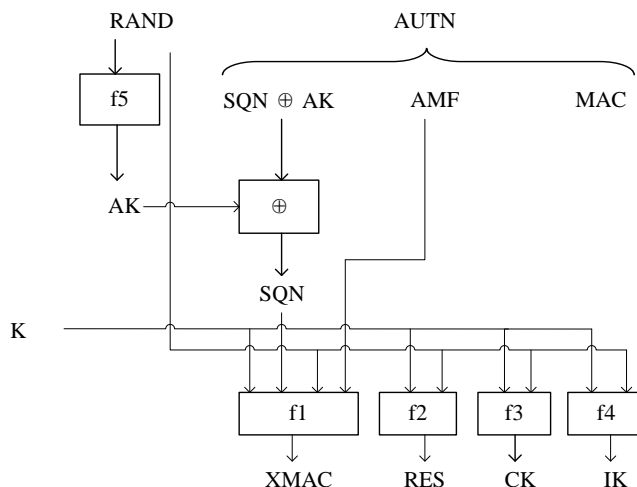 RAND AUTN
f5
SQN ⊕ AK AMF MAC
AK ⊕
SQN
K
f1 f2 f3 f4
XMAC RES CK IK